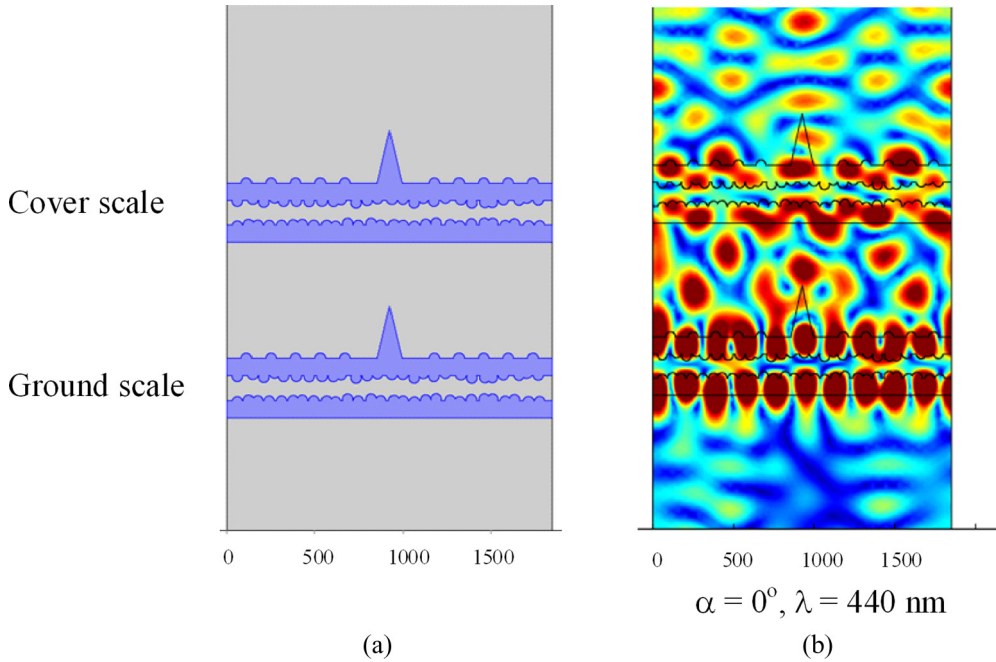 Cover scale
Ground scale
0 500 1000 1500
0 500 1000 1500
α = 0°, λ = 440 nm
(a) (b)